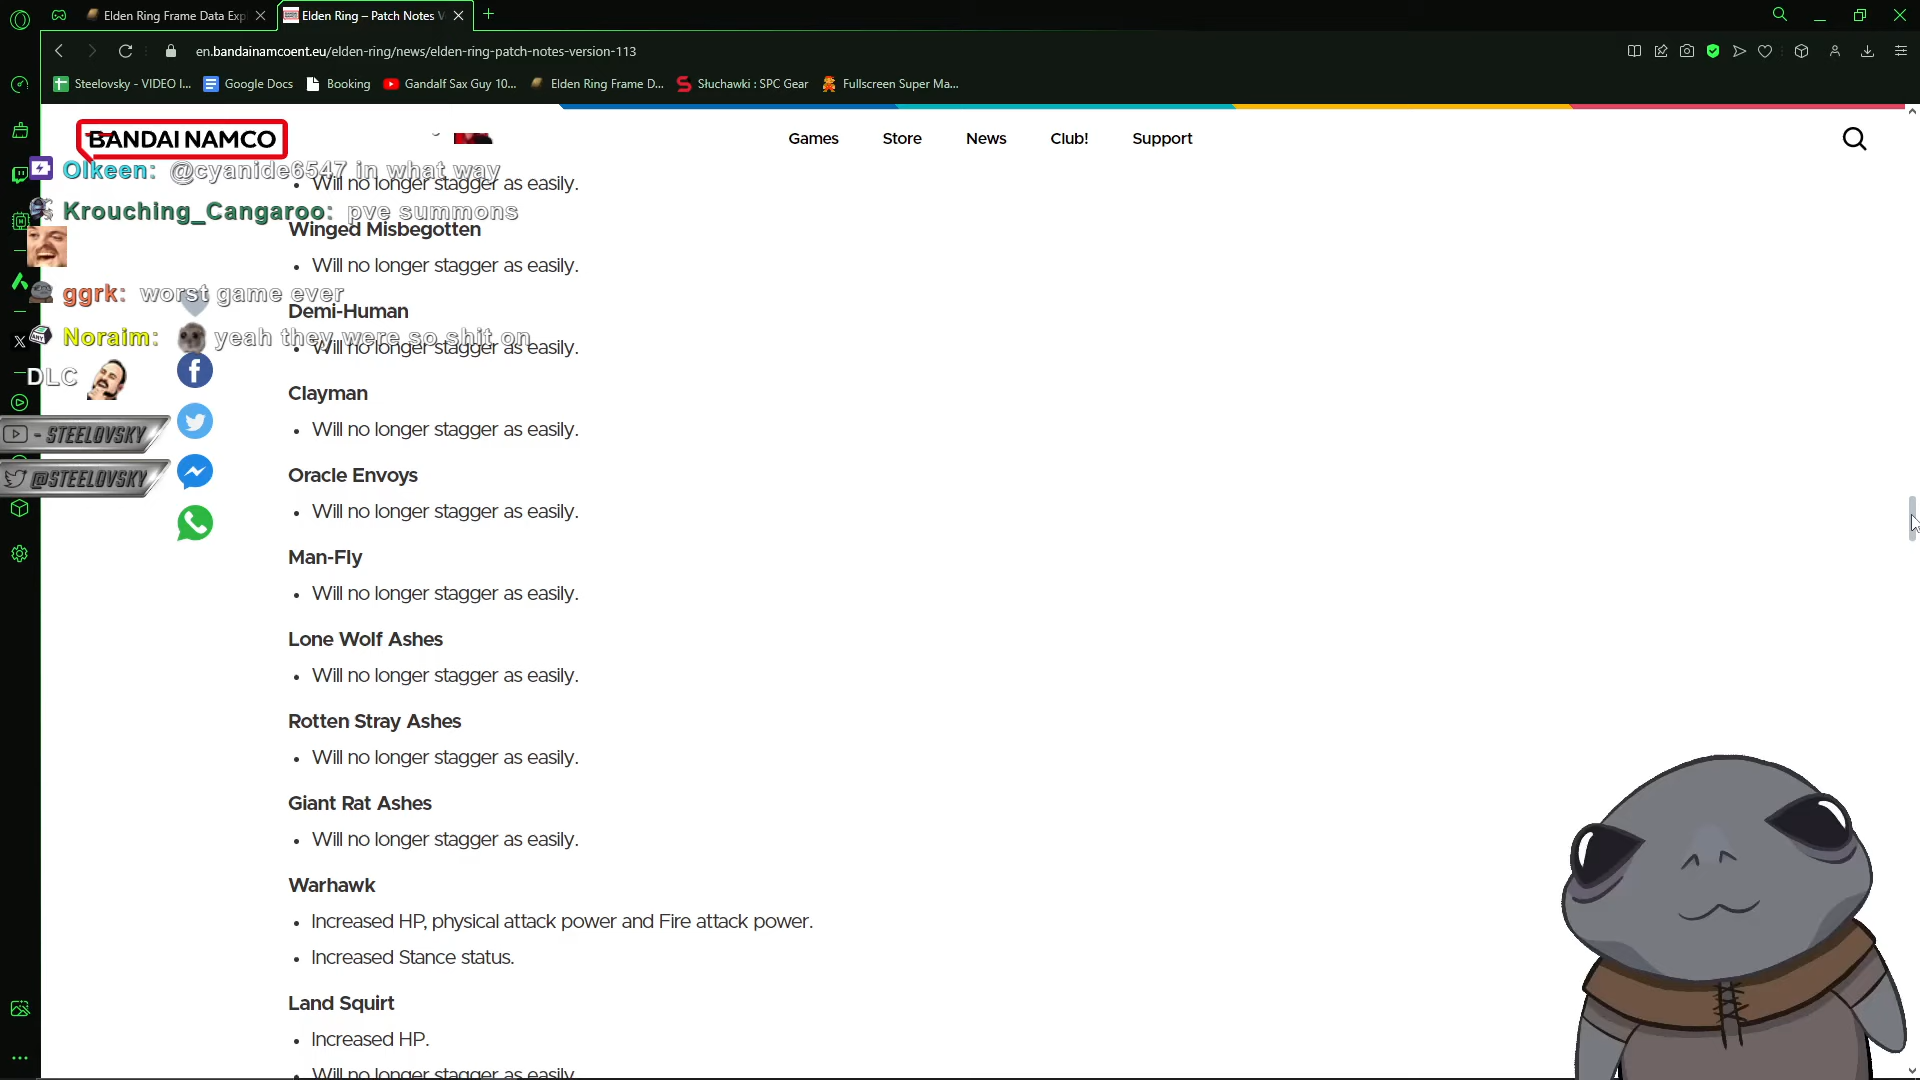 Elden Ring Frame Data Exp
Elden Ring – Patch Notes V
en.bandainamcoent.eu/elden-ring/news/elden-ring-patch-notes-version-113
Steelovsky - VIDEO I...
Google Docs
Booking
Gandalf Sax Guy 10...
Elden Ring Frame D...
Słuchawki : SPC Gear
Fullscreen Super Ma...
BANDAI NAMCO
Games
Store
News
Club!
Support
Olkeen: @cyanide6547 in what way
Will no longer stagger as easily.
Krouching_Cangaroo: pve summons
Winged Misbegotten
Will no longer stagger as easily.
ggrk: worst game ever
Demi-Human
Noraim: yeah they were so shit on
Will no longer stagger as easily.
DLC
Clayman
Will no longer stagger as easily.
- STEELOVSKY
@STEELOVSKY
Oracle Envoys
Will no longer stagger as easily.
Man-Fly
Will no longer stagger as easily.
Lone Wolf Ashes
Will no longer stagger as easily.
Rotten Stray Ashes
Will no longer stagger as easily.
Giant Rat Ashes
Will no longer stagger as easily.
Warhawk
Increased HP, physical attack power and Fire attack power.
Increased Stance status.
Land Squirt
Increased HP.
Will no longer stagger as easily